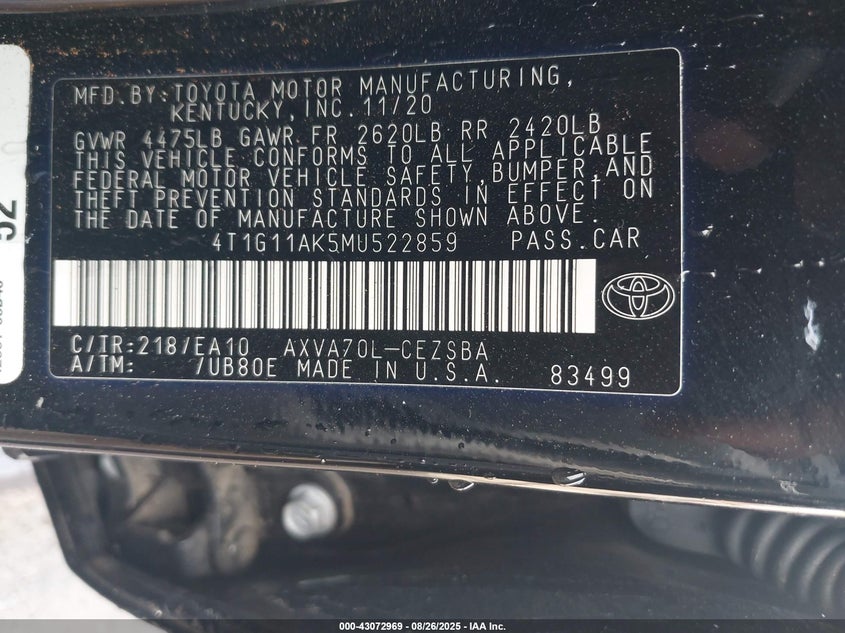 MFD. BY: TOYOTA MOTOR MANUFACTURING,
KENTUCKY, INC. 11/20
GVWR 4475LB GAWR FR 2620LB RR 2420LB
THIS VEHICLE CONFORMS TO ALL APPLICABLE
FEDERAL MOTOR VEHICLE SAFETY, BUMPER, AND
THEFT PREVENTION STANDARDS IN EFFECT ON
THE DATE OF MANUFACTURE SHOWN ABOVE.
4T1G11AK5MU522859 PASS. CAR
C/TR: 218/EA10 AXVA70L-CEZSBA
A/TM: /UB80E MADE IN U.S.A. 83499
52
000-43072969 - 08/26/2025 - IAA Inc.